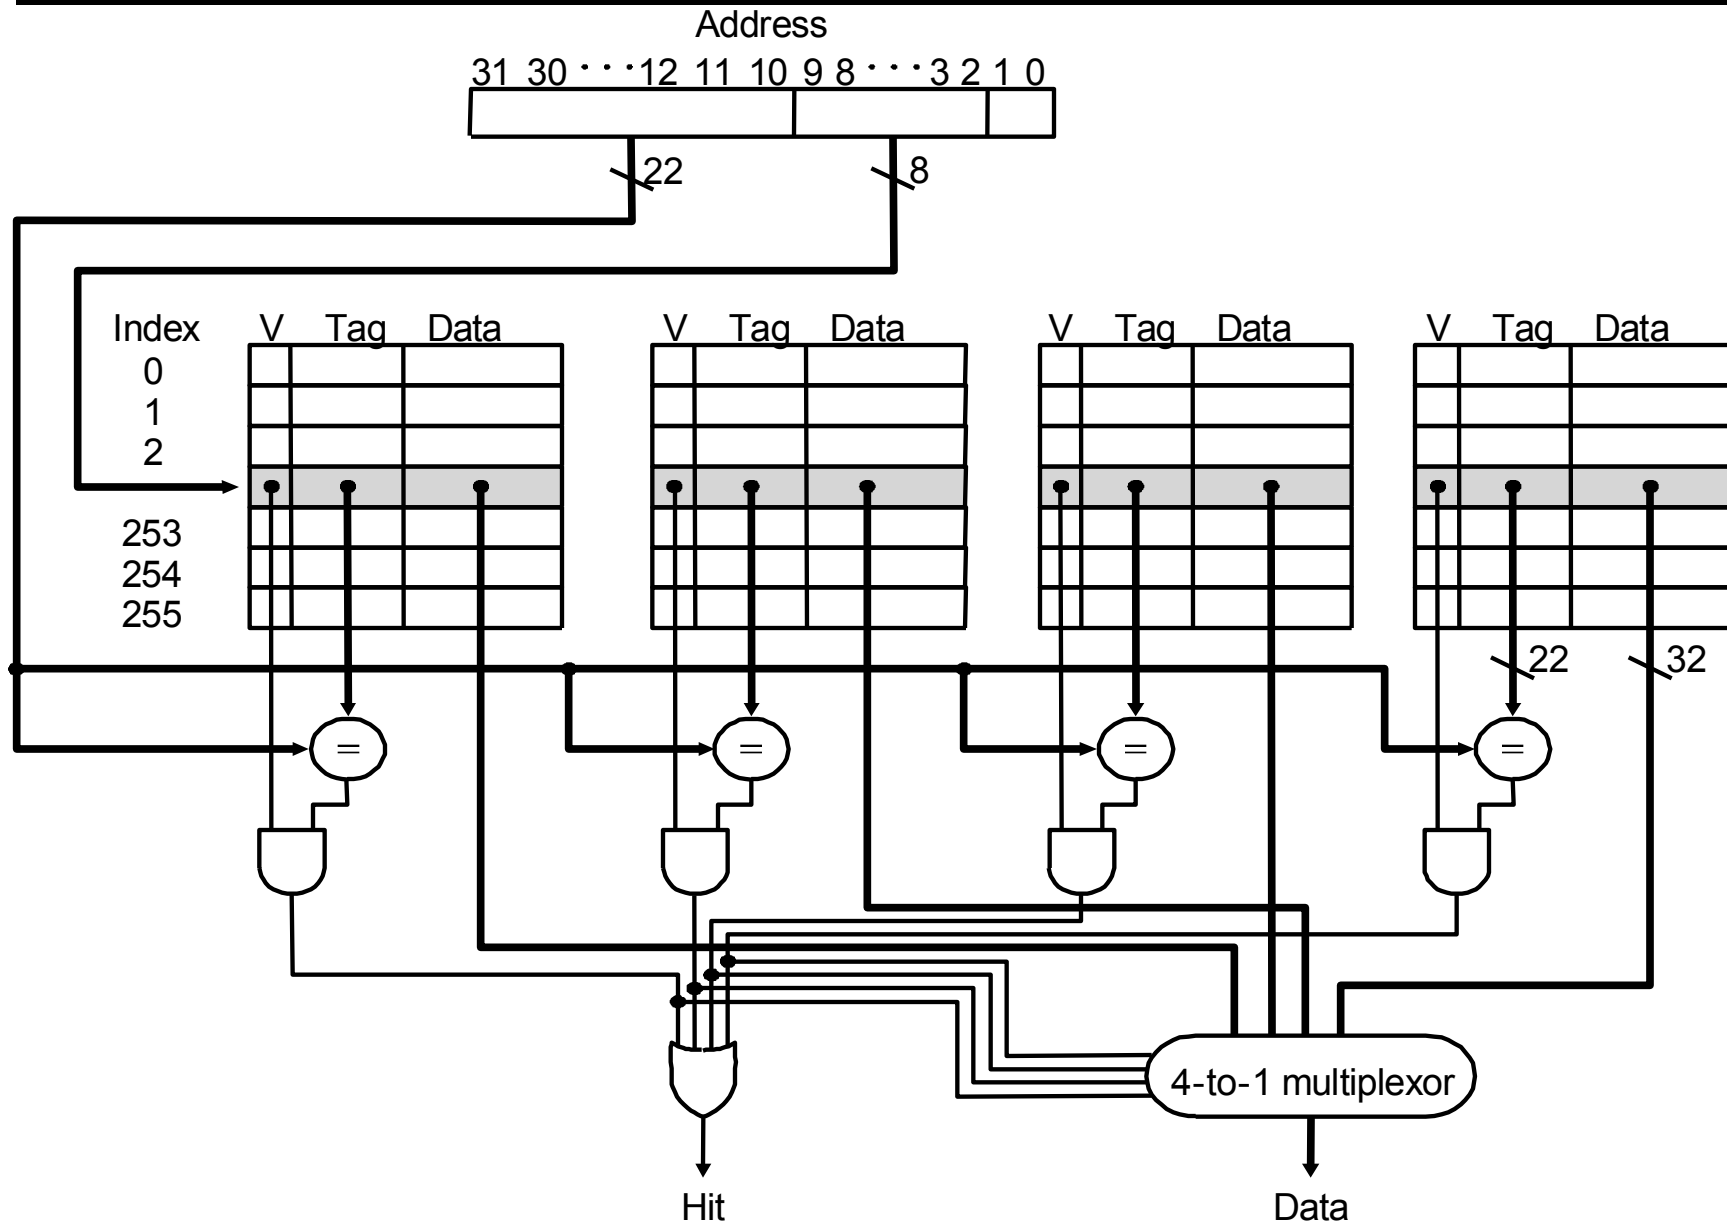 Address
31 30 ··· 12 11 10 9 8 ··· 3 2 1 0
22 8
Index V Tag Data V Tag Data V Tag Data V Tag Data
0
1
2
253
254
255
22 32
= = = =
4-to-1 multiplexor
Hit Data